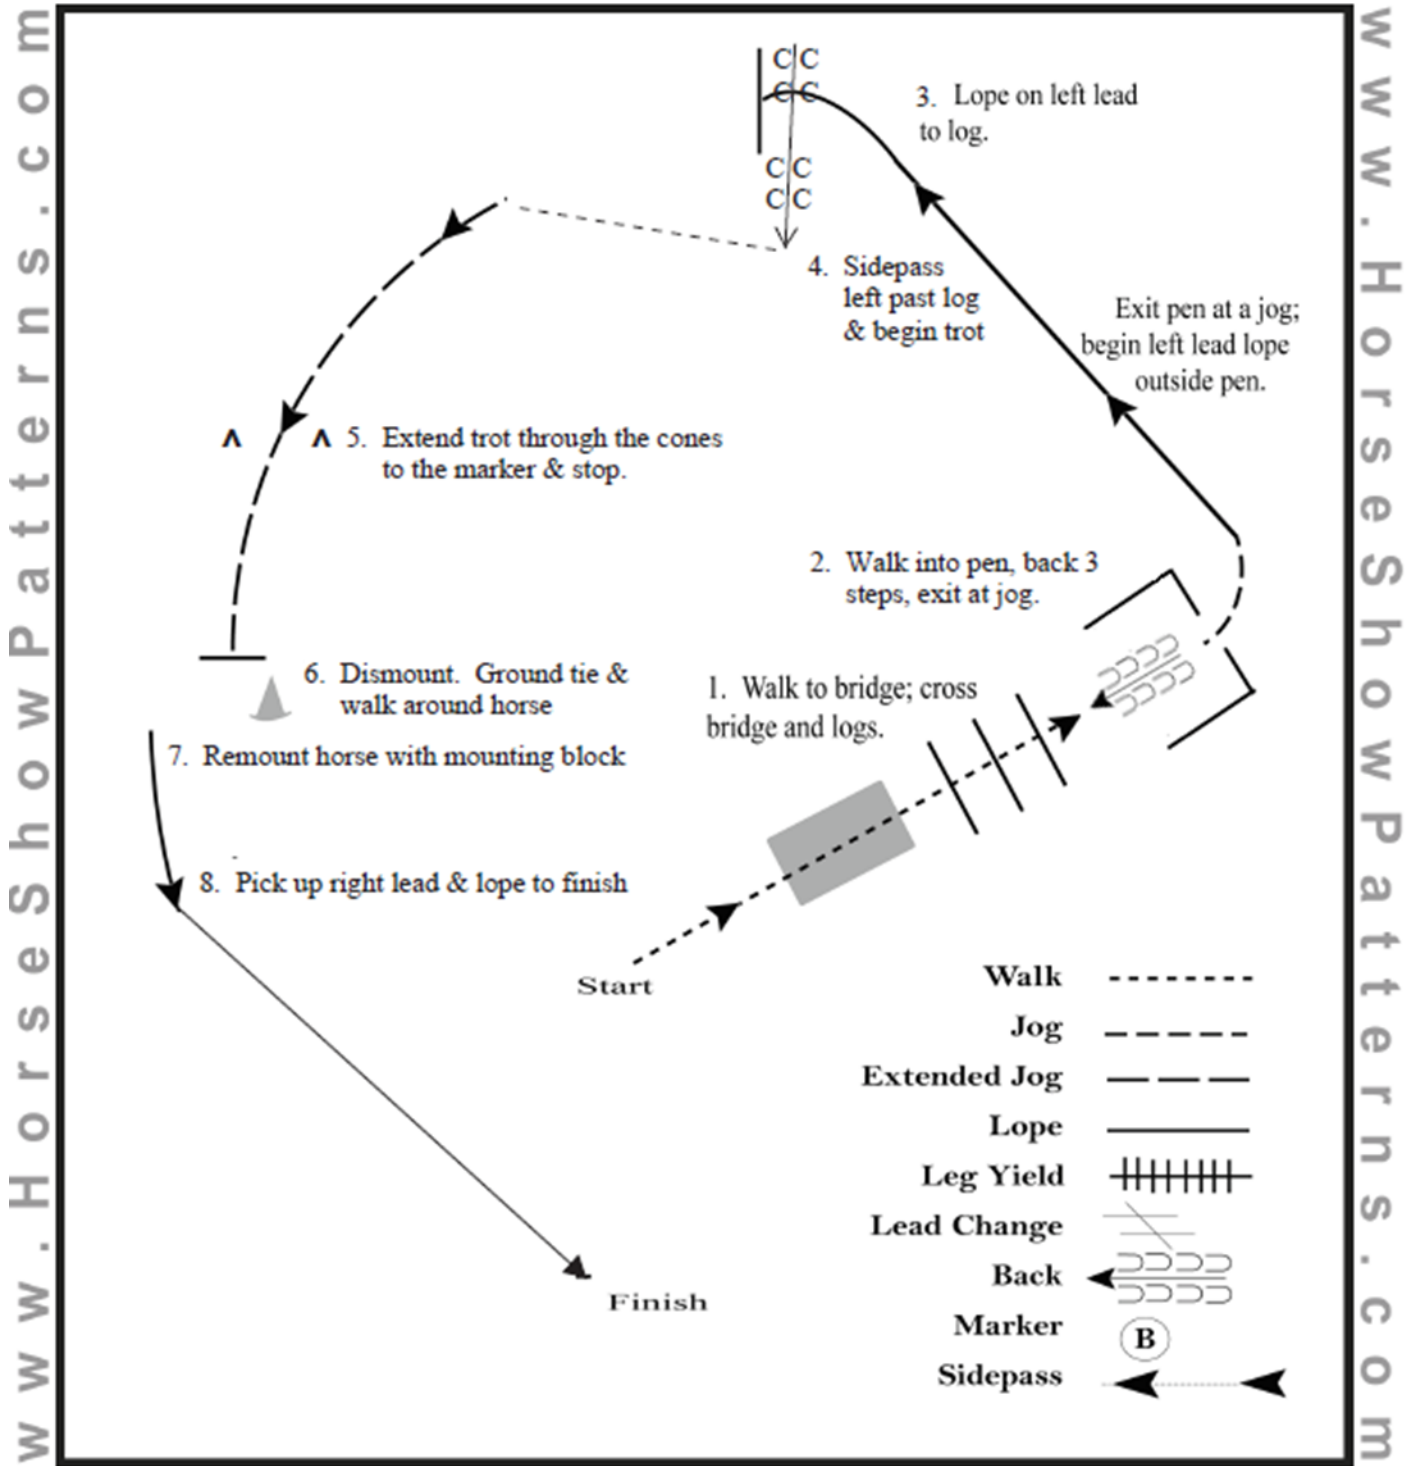 www.HorseShowPatterns.com
C C
C C
3. Lope on left lead
to log.
C C
C C
4. Sidepass
left past log
& begin trot
Exit pen at a jog;
begin left lead lope
outside pen.
ʌ ʌ 5. Extend trot through the cones
to the marker & stop.
2. Walk into pen, back 3
steps, exit at jog.
6. Dismount. Ground tie &
walk around horse
1. Walk to bridge; cross
bridge and logs.
7. Remount horse with mounting block
8. Pick up right lead & lope to finish
Start
Walk
Jog
Extended Jog
Lope
Leg Yield
Lead Change
Back
Finish
Marker
B
Sidepass
www.HorseShowPatterns.com